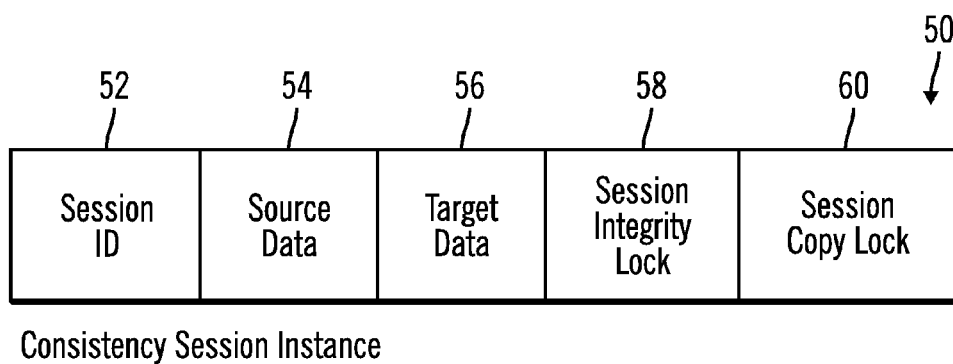 50
52
54
56
58
60
Session
ID
Source
Data
Target
Data
Session
Integrity
Lock
Session
Copy Lock
Consistency Session Instance